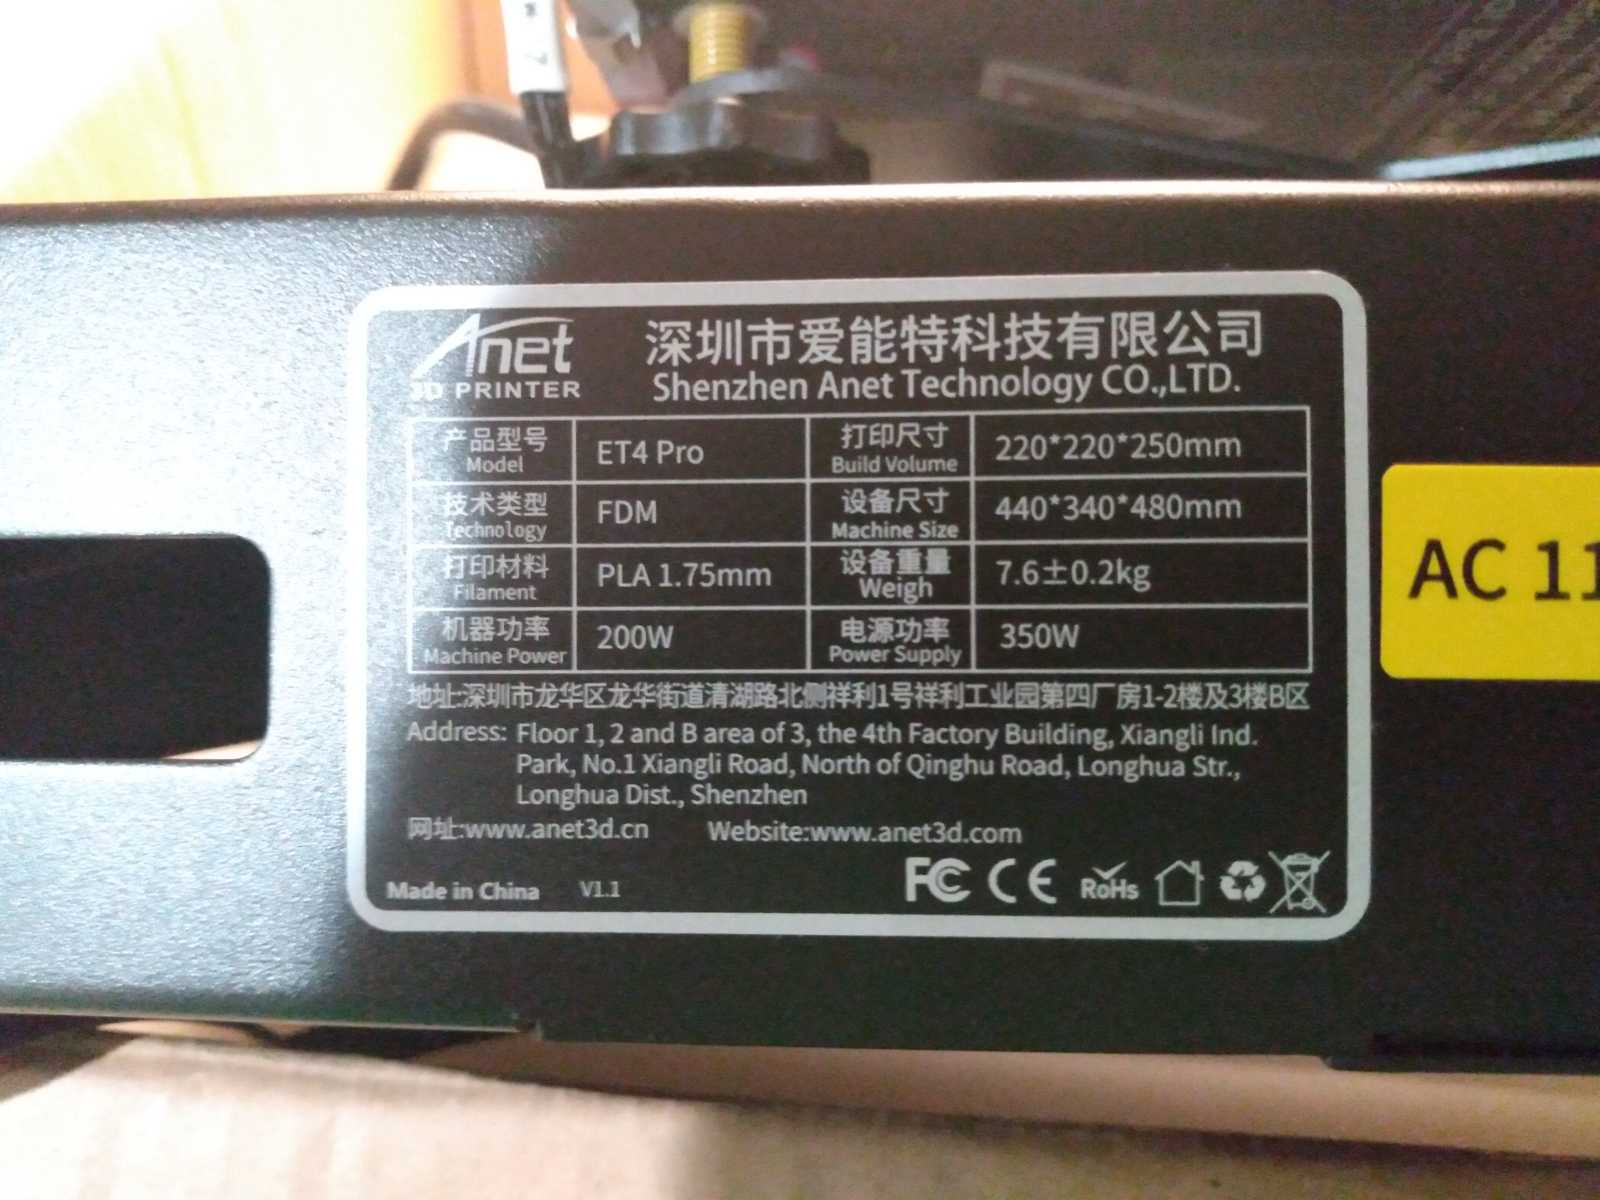 Anet
3D PRINTER
深圳市爱能特科技有限公司
Shenzhen Anet Technology CO.,LTD.
产品型号
Model
ET4 Pro
打印尺寸
Build Volume
220*220*250mm
技术类型
Technology
FDM
设备尺寸
Machine Size
440*340*480mm
打印材料
Filament
PLA 1.75mm
设备重量
Weigh
7.6±0.2kg
机器功率
Machine Power
200W
电源功率
Power Supply
350W
地址:深圳市龙华区龙华街道清湖路北侧祥利1号祥利工业园第四厂房1-2楼及3楼B区
Address: Floor 1, 2 and B area of 3, the 4th Factory Building, Xiangli Ind.
Park, No.1 Xiangli Road, North of Qinghu Road, Longhua Str.,
Longhua Dist., Shenzhen
网址:www.anet3d.cn Website:www.anet3d.com
Made in China V1.1
FC CE RoHS
AC 11